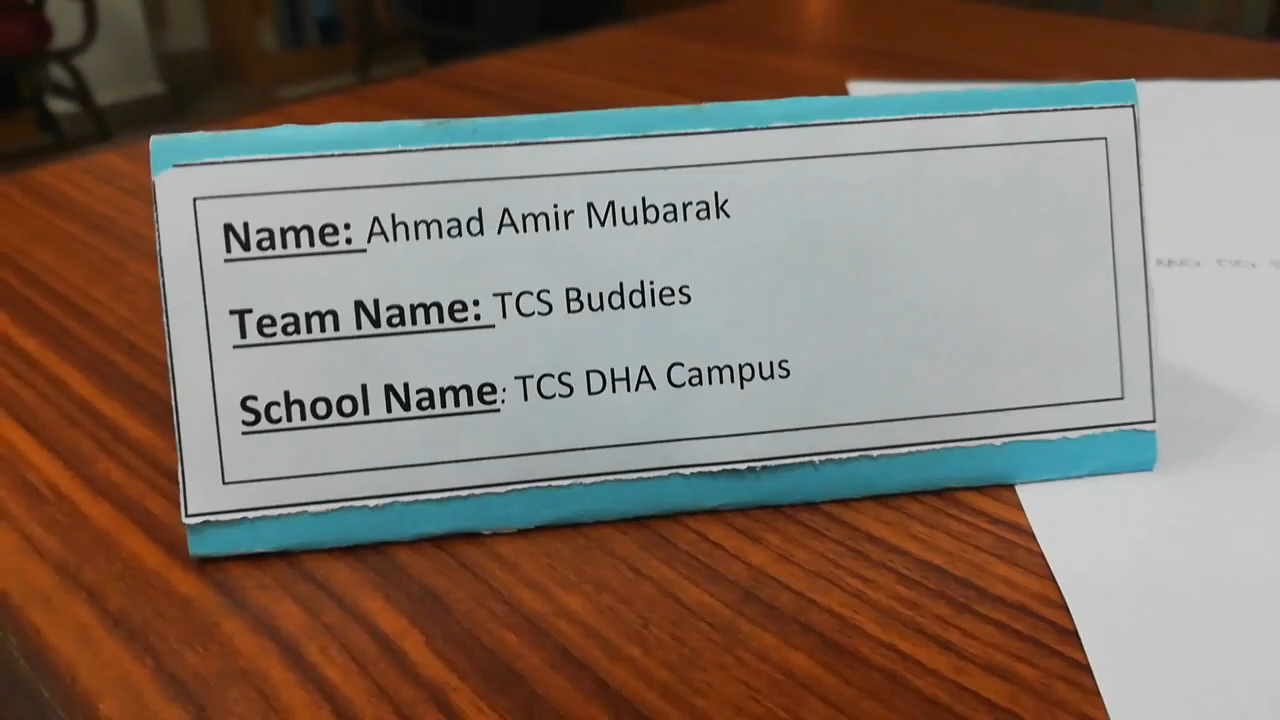 Name: Ahmad Amir Mubarak
Team Name: TCS Buddies
School Name: TCS DHA Campus